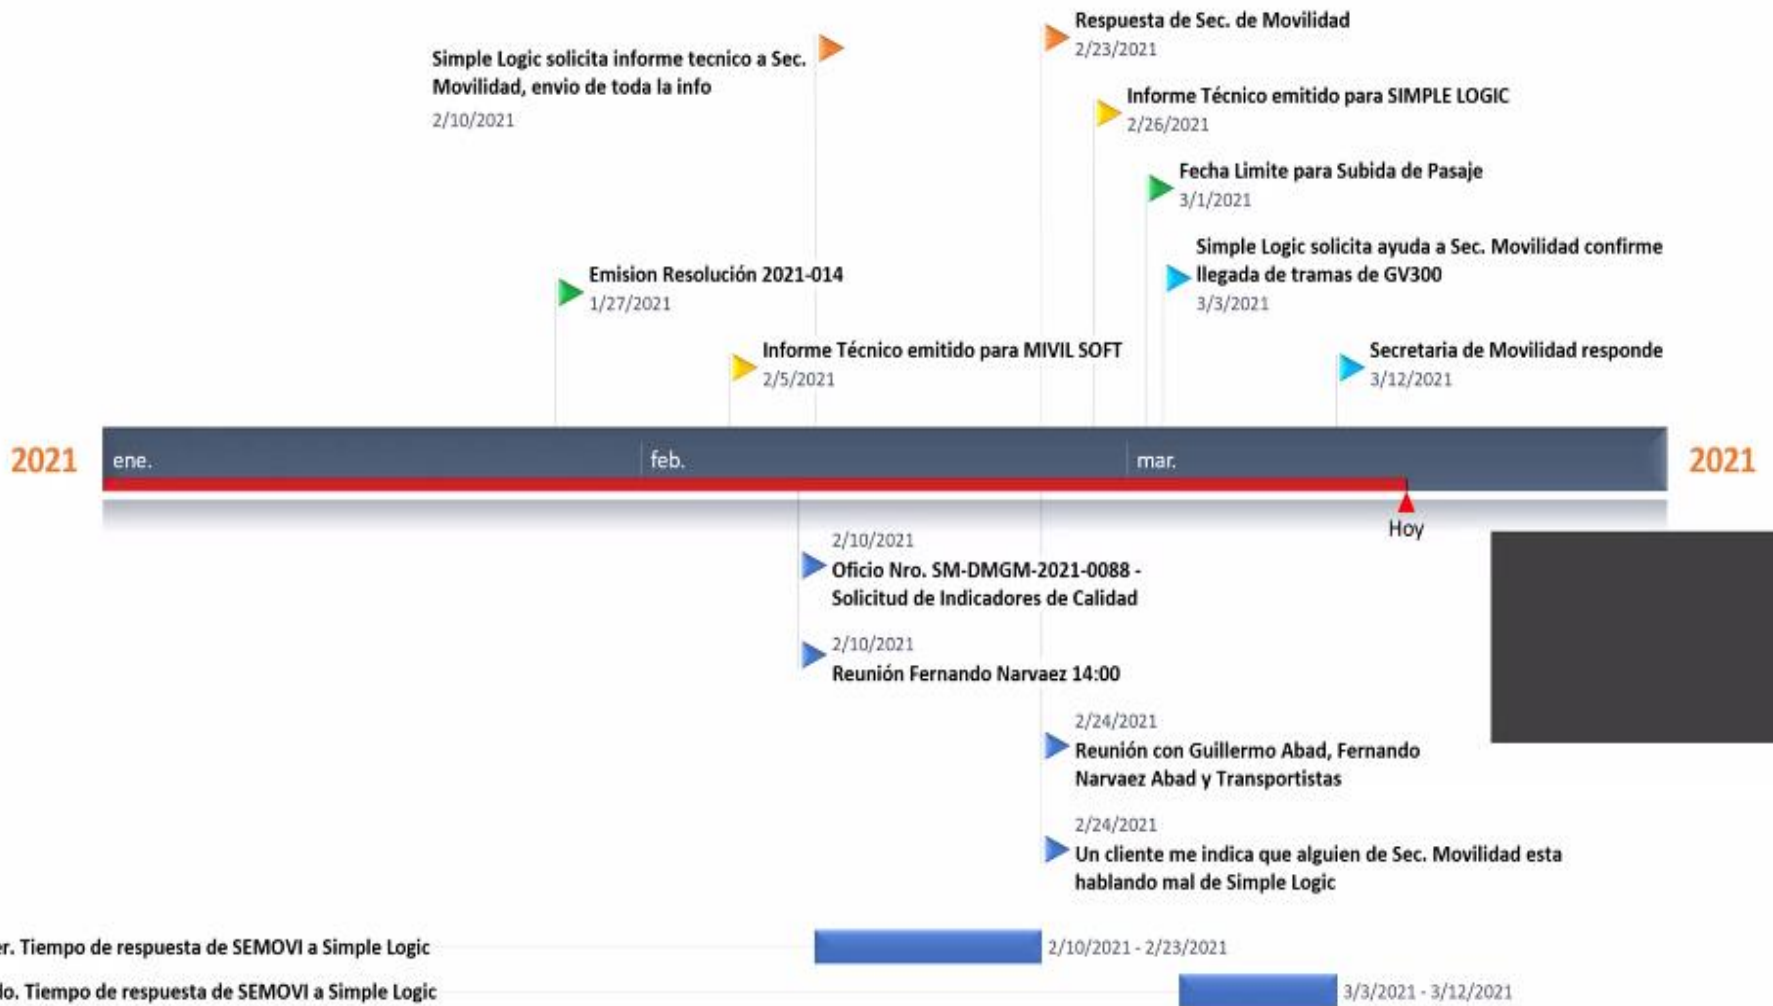 Respuesta de Sec. de Movilidad
2/23/2021
Simple Logic solicita informe tecnico a Sec.
Movilidad, envio de toda la info
2/10/2021
Informe Técnico emitido para SIMPLE LOGIC
2/26/2021
Fecha Limite para Subida de Pasaje
3/1/2021
Simple Logic solicita ayuda a Sec. Movilidad confirme
llegada de tramas de GV300
3/3/2021
Emision Resolución 2021-014
1/27/2021
Informe Técnico emitido para MIVIL SOFT
2/5/2021
Secretaria de Movilidad responde
3/12/2021
2021 ene. feb. mar. 2021
Hoy
2/10/2021
Oficio Nro. SM-DMGM-2021-0088 -
Solicitud de Indicadores de Calidad
2/10/2021
Reunión Fernando Narvaez 14:00
2/24/2021
Reunión con Guillermo Abad, Fernando
Narvaez Abad y Transportistas
2/24/2021
Un cliente me indica que alguien de Sec. Movilidad esta
hablando mal de Simple Logic
er. Tiempo de respuesta de SEMOVI a Simple Logic 2/10/2021 - 2/23/2021
do. Tiempo de respuesta de SEMOVI a Simple Logic 3/3/2021 - 3/12/2021